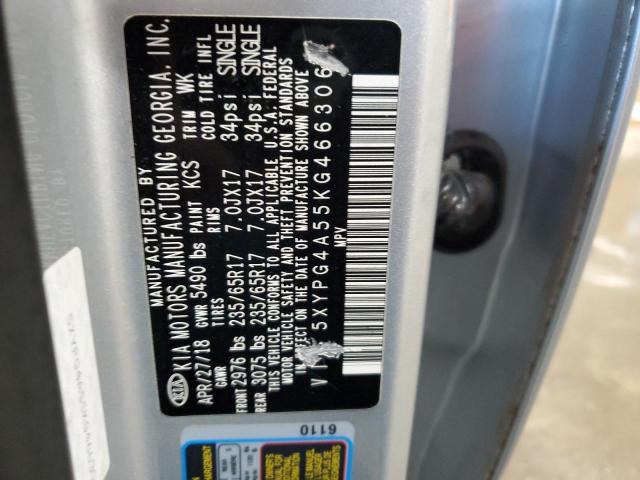 KIA
MANUFACTURED BY
KIA MOTORS MANUFACTURING GEORGIA, INC.
APR/27/18 GVWR 5490 lbs PAINT KCS TRIM WK
GAWR TIRES RIMS COLD TIRE INFL
FRONT 2976 lbs 235/65R17 7.0JX17 34psi SINGLE
REAR 3075 lbs 235/65R17 7.0JX17 34psi SINGLE
THIS VEHICLE CONFORMS TO ALL APPLICABLE U.S.A. FEDERAL
MOTOR VEHICLE SAFETY AND THEFT PREVENTION STANDARDS
IN EFFECT ON THE DATE OF MANUFACTURE SHOWN ABOVE
5XYPG4A55KG466306
MPV
6110